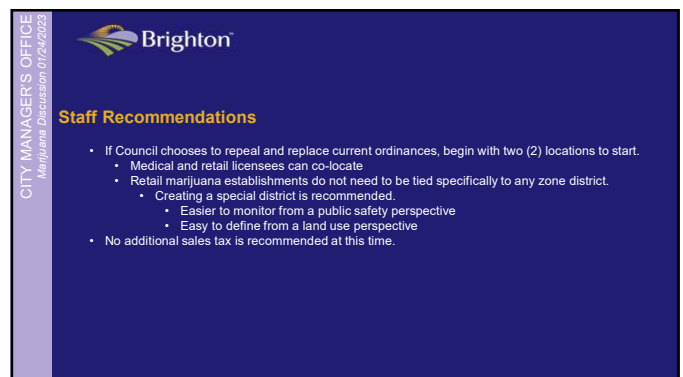 CITY MANAGER'S OFFICE
Marijuana Discussion 01/24/2023
Brighton™
Staff Recommendations
• If Council chooses to repeal and replace current ordinances, begin with two (2) locations to start.
• Medical and retail licensees can co-locate
• Retail marijuana establishments do not need to be tied specifically to any zone district.
• Creating a special district is recommended.
• Easier to monitor from a public safety perspective
• Easy to define from a land use perspective
• No additional sales tax is recommended at this time.